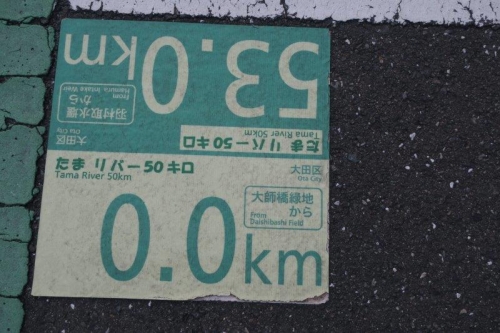 53.0km
羽村取水堰
から
From
Hamura Intake Weir
大田区
Ota City
たま リバー50キロ
Tama River 50km
たま リバー50キロ
Tama River 50km
大田区
Ota City
大師橋緑地
から
From
Daishibashi Field
0.0km